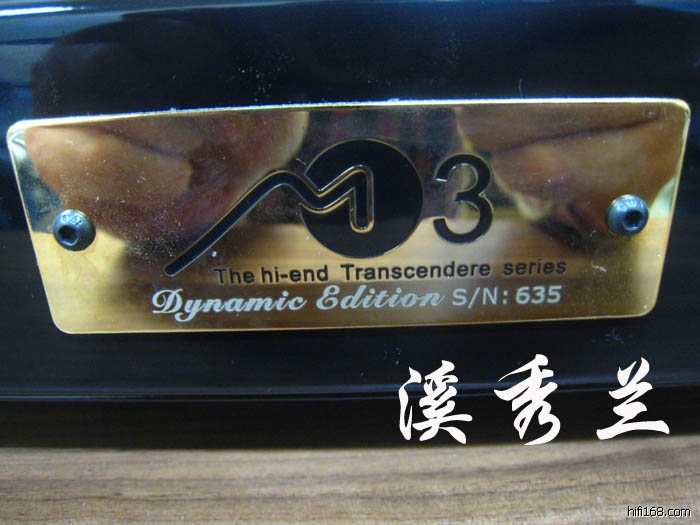 M3
The hi-end Transcendere series
Dynamic Edition S/N: 635
溪秀兰
hifi168.com